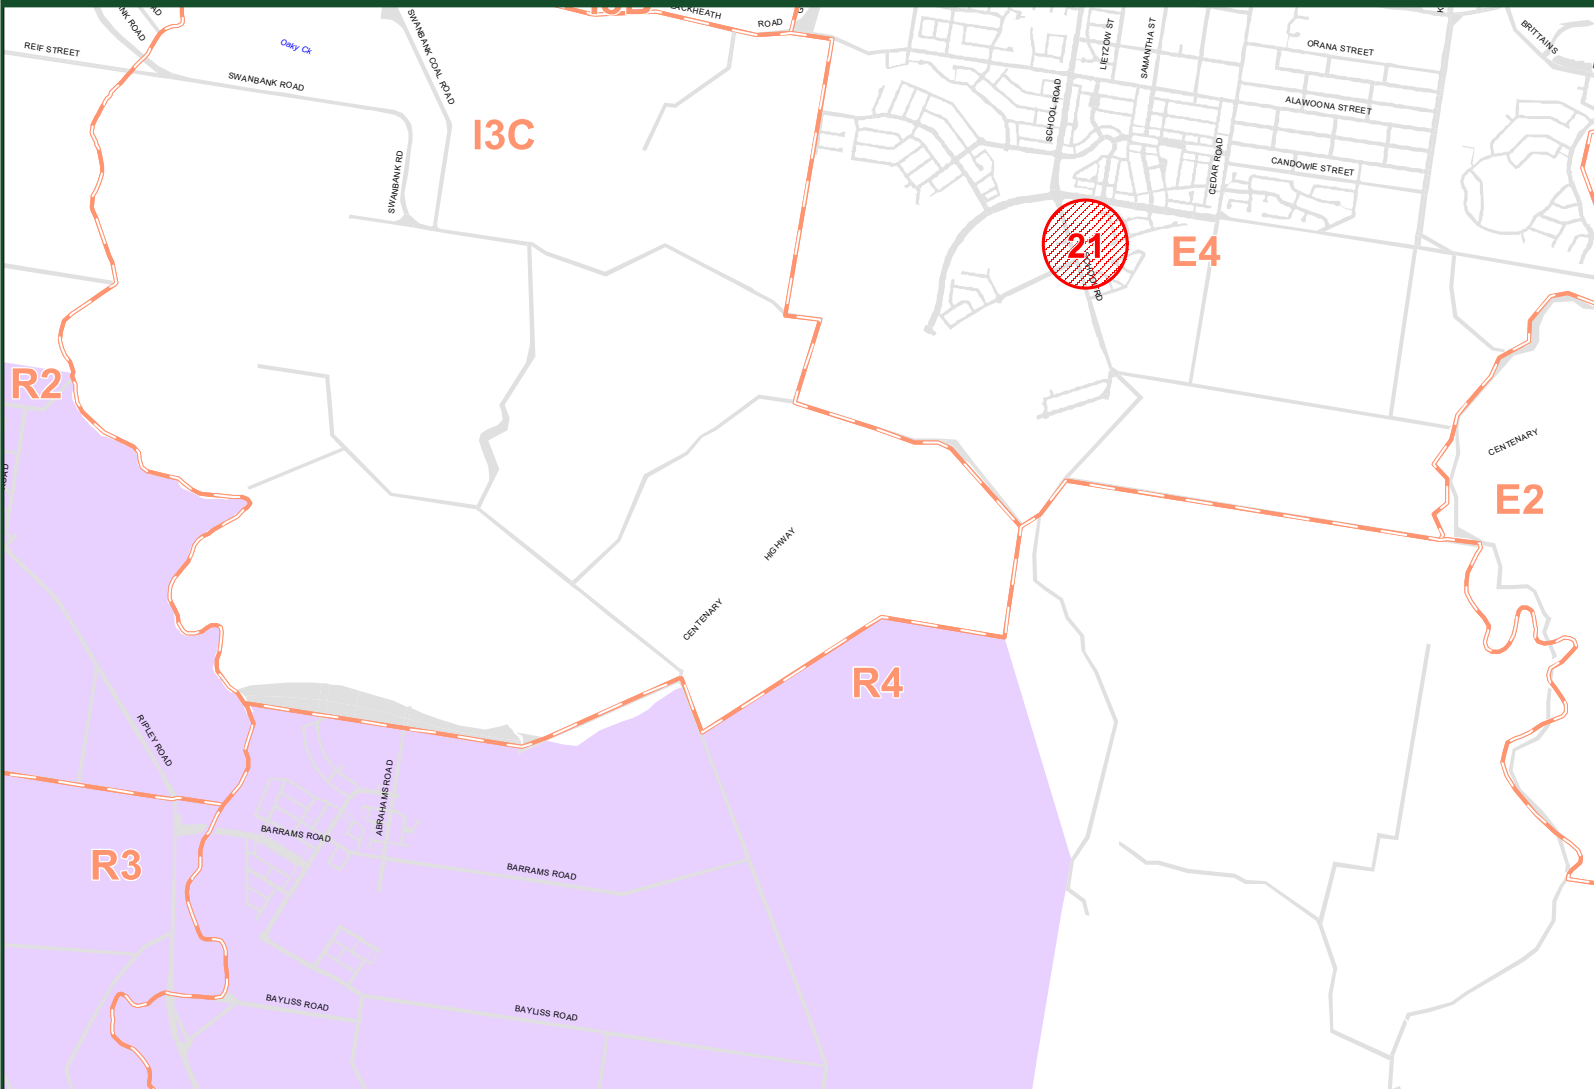 ROAD
REIF STREET
Oaky Ck
SWANBANK ROAD
SWANBANK COAL ROAD
SWANBANK RD
I3C
ROAD
LIETZOW ST
SAMANTHA ST
SCHOOL ROAD
ORANA STREET
ALAWOONA STREET
CANDOWIE STREET
CEDAR ROAD
BRITTAINS
21
RD
E4
R2
CENTENARY
E2
HIGHWAY
CENTENARY
R4
RIPLEY ROAD
ABRAHAMS ROAD
BARRAMS ROAD
BARRAMS ROAD
R3
BAYLISS ROAD
BAYLISS ROAD